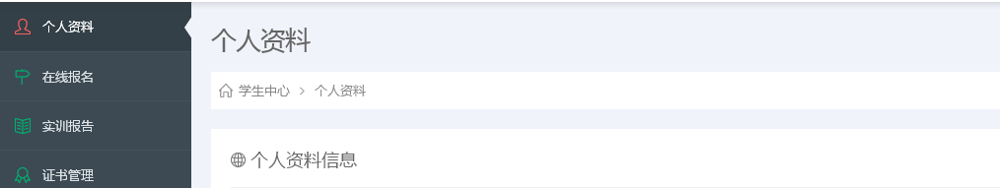 个人资料
在线报名
实训报告
证书管理
个人资料
学生中心 > 个人资料
个人资料信息